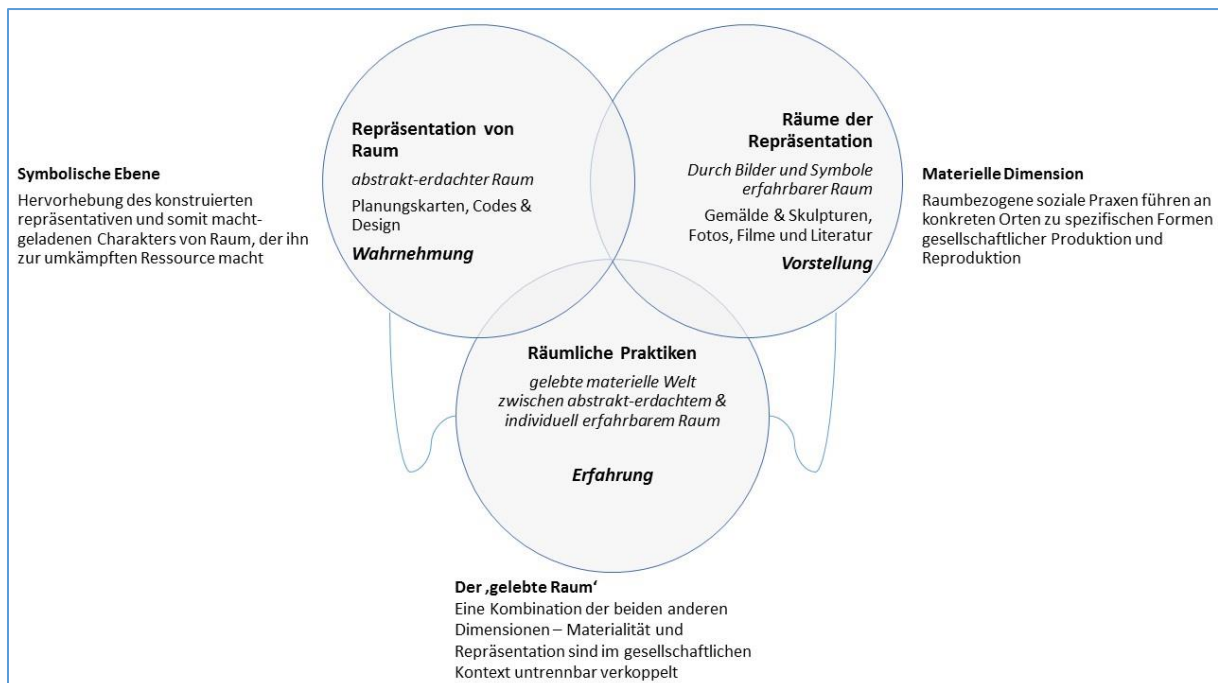 Symbolische Ebene
Hervorhebung des konstruierten
repräsentativen und somit macht-
geladenen Charakters von Raum, der ihn
zur umkämpften Ressource macht
Repräsentation von
Raum
abstrakt-erdachter Raum
Planungskarten, Codes &
Design
Wahrnehmung
Räume der
Repräsentation
Durch Bilder und Symbole
erfahrbarer Raum
Gemälde & Skulpturen,
Fotos, Filme und Literatur
Vorstellung
Materielle Dimension
Raumbezogene soziale Praxen führen an
konkreten Orten zu spezifischen Formen
gesellschaftlicher Produktion und
Reproduktion
Räumliche Praktiken
gelebte materielle Welt
zwischen abstrakt-erdachtem &
individuell erfahrbarem Raum
Erfahrung
Der ‚gelebte Raum‘
Eine Kombination der beiden anderen
Dimensionen – Materialität und
Repräsentation sind im gesellschaftlichen
Kontext untrennbar verkoppelt